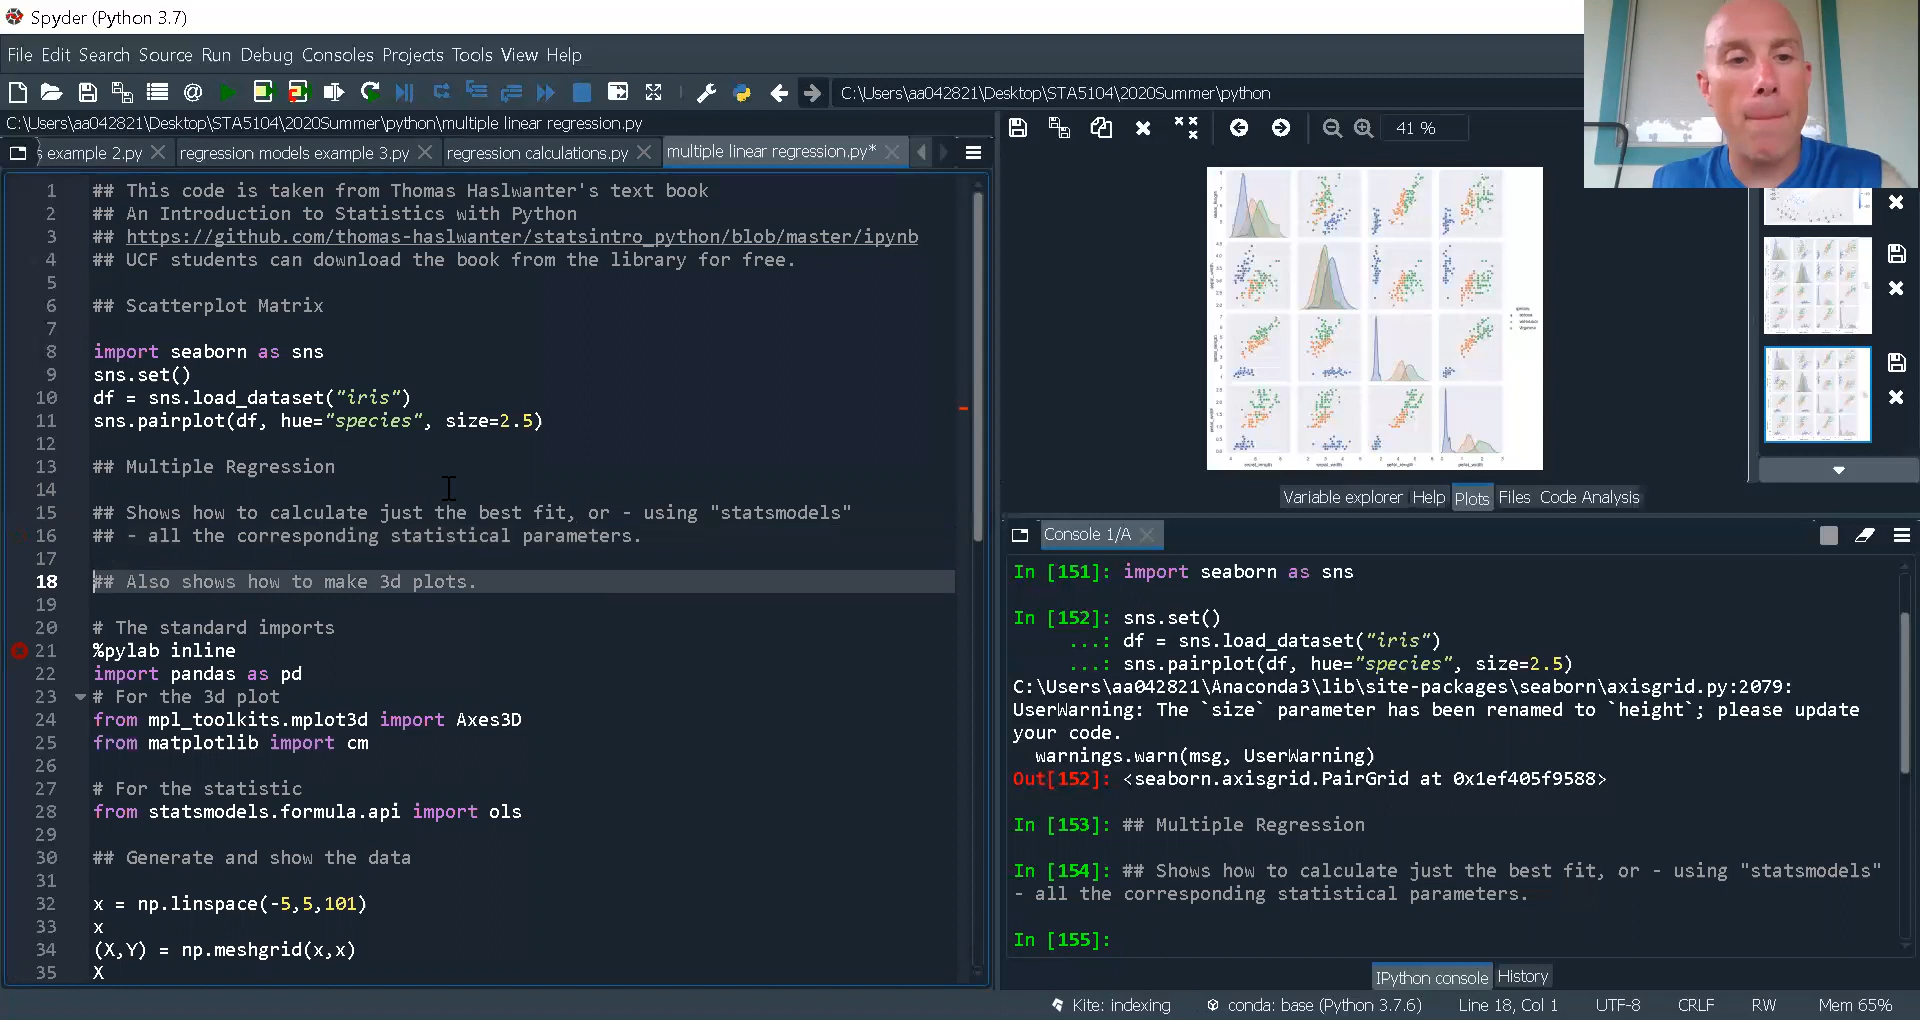 Spyder (Python 3.7)
File Edit Search Source Run Debug Consoles Projects Tools View Help
C:\Users\aa042821\Desktop\STA5104\2020Summer\python
C:\Users\aa042821\Desktop\STA5104\2020Summer\python\multiple linear regression.py
s example 2.py regression models example 3.py regression calculations.py multiple linear regression.py*
41 %
1 ## This code is taken from Thomas Haslwanter's text book
2 ## An Introduction to Statistics with Python
3 ## https://github.com/thomas-haslwanter/statsintro_python/blob/master/ipynb
4 ## UCF students can download the book from the library for free.
5
6 ## Scatterplot Matrix
7
8 import seaborn as sns
9 sns.set()
10 df = sns.load_dataset("iris")
11 sns.pairplot(df, hue="species", size=2.5)
12
13 ## Multiple Regression
14
15 ## Shows how to calculate just the best fit, or - using "statsmodels"
16 ## - all the corresponding statistical parameters.
17
18 ## Also shows how to make 3d plots.
19
20 # The standard imports
21 %pylab inline
22 import pandas as pd
23 # For the 3d plot
24 from mpl_toolkits.mplot3d import Axes3D
25 from matplotlib import cm
26
27 # For the statistic
28 from statsmodels.formula.api import ols
29
30 ## Generate and show the data
31
32 x = np.linspace(-5,5,101)
33 x
34 (X,Y) = np.meshgrid(x,x)
35 X
Variable explorer Help Plots Files Code Analysis
Console 1/A
In [151]: import seaborn as sns
In [152]: sns.set()
...: df = sns.load_dataset("iris")
...: sns.pairplot(df, hue="species", size=2.5)
C:\Users\aa042821\Anaconda3\lib\site-packages\seaborn\axisgrid.py:2079:
UserWarning: The `size` parameter has been renamed to `height`; please update
your code.
warnings.warn(msg, UserWarning)
Out[152]: <seaborn.axisgrid.PairGrid at 0x1ef405f9588>
In [153]: ## Multiple Regression
In [154]: ## Shows how to calculate just the best fit, or - using "statsmodels"
- all the corresponding statistical parameters.
In [155]:
IPython console History
Kite: indexing conda: base (Python 3.7.6) Line 18, Col 1 UTF-8 CRLF RW Mem 65%